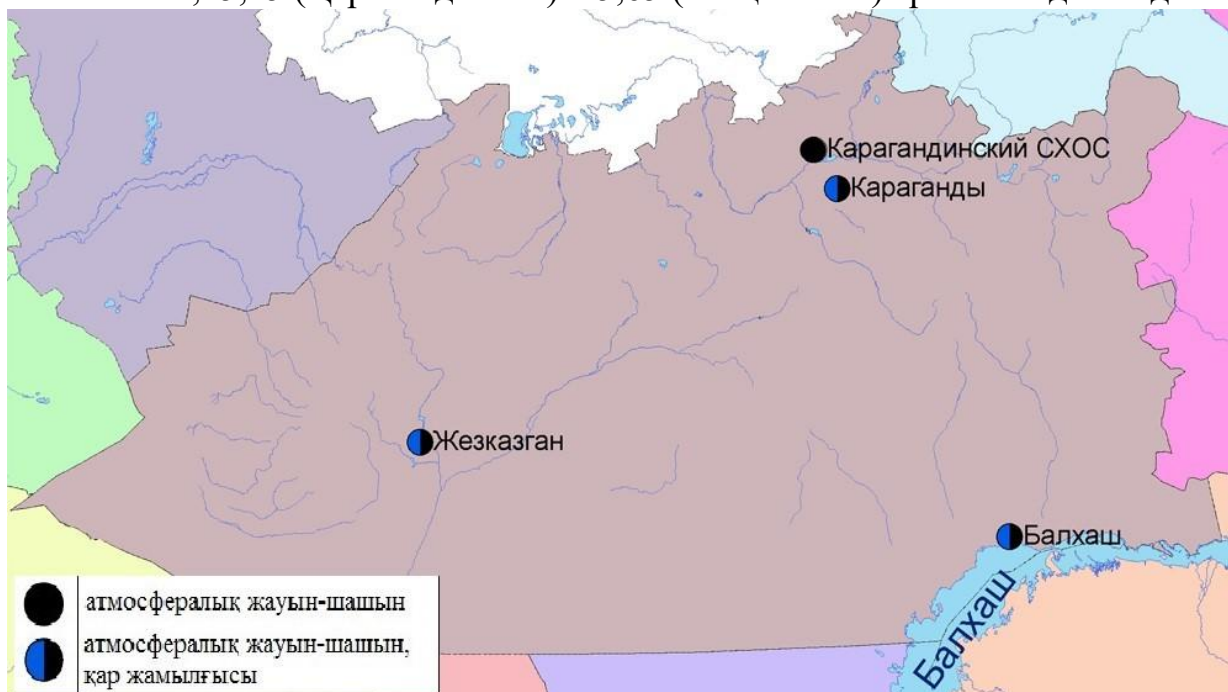 Карагандинский СХОС
Караганды
Жезказган
Балхаш
Балхаш
атмосфералық жауын-шашын
атмосфералық жауын-шашын,
қар жамылғысы